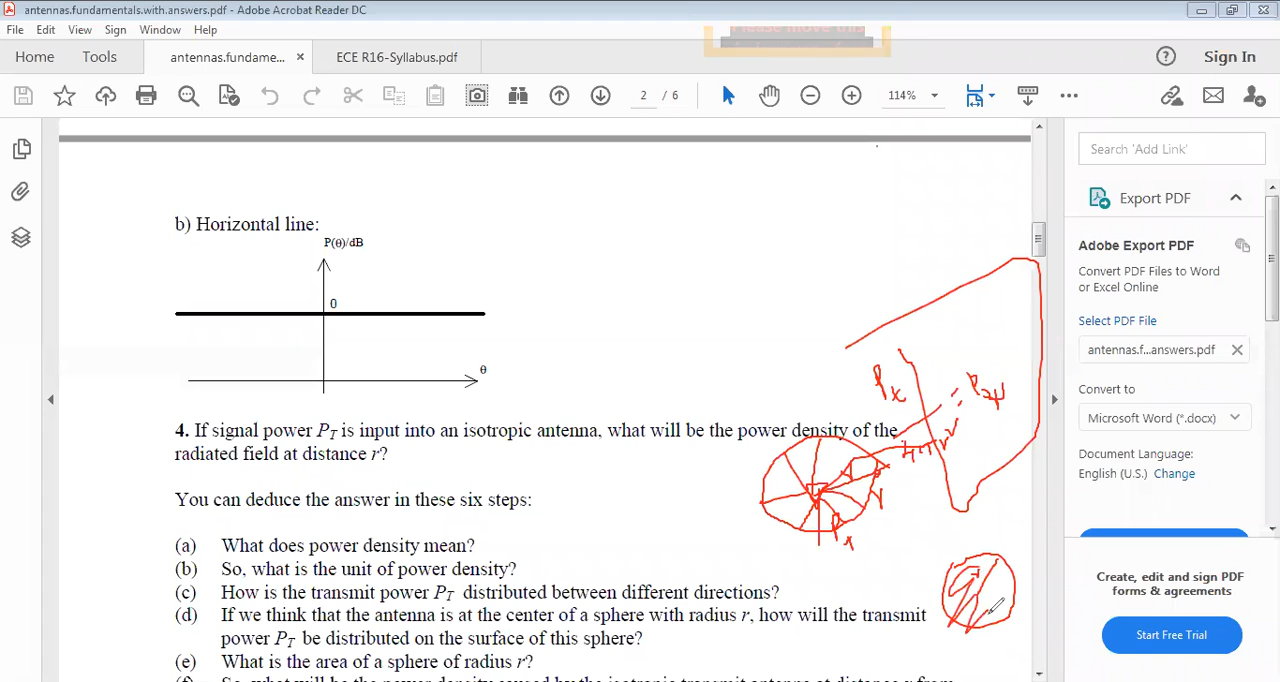 antennas.fundamentals.with.answers.pdf - Adobe Acrobat Reader DC
File Edit View Sign Window Help
Please move this
Home Tools antennas.fundame... × ECE R16-Syllabus.pdf Sign In
2 / 6 114%
Search 'Add Link'
b) Horizontal line:
P(θ)/dB
0
θ
Export PDF
Adobe Export PDF
Convert PDF Files to Word
or Excel Online
Select PDF File
antennas.f...answers.pdf
Convert to
Microsoft Word (*.docx)
Document Language:
English (U.S.) Change
4. If signal power PT is input into an isotropic antenna, what will be the power density of the
radiated field at distance r?
You can deduce the answer in these six steps:
(a) What does power density mean?
(b) So, what is the unit of power density?
(c) How is the transmit power PT distributed between different directions?
(d) If we think that the antenna is at the center of a sphere with radius r, how will the transmit
power PT be distributed on the surface of this sphere?
(e) What is the area of a sphere of radius r?
Create, edit and sign PDF
forms & agreements
Start Free Trial